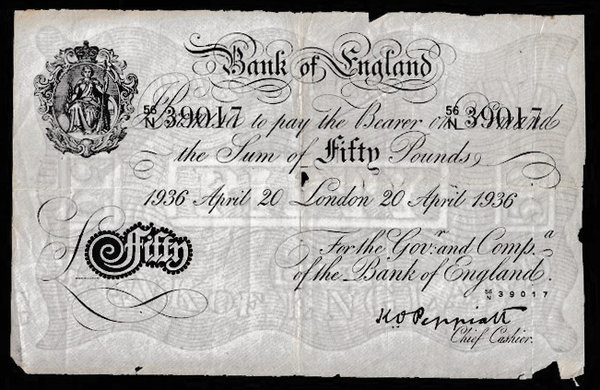 Bank of England
56/N 39017 56/N 39017
to pay the Bearer on
the Sum of Fifty Pounds
1936 April 20 London 20 April 1936
£ Fifty
For the Govr. and Compa.
of the Bank of England.
56/N 39017
K.O. Peppiatt
Chief Cashier.